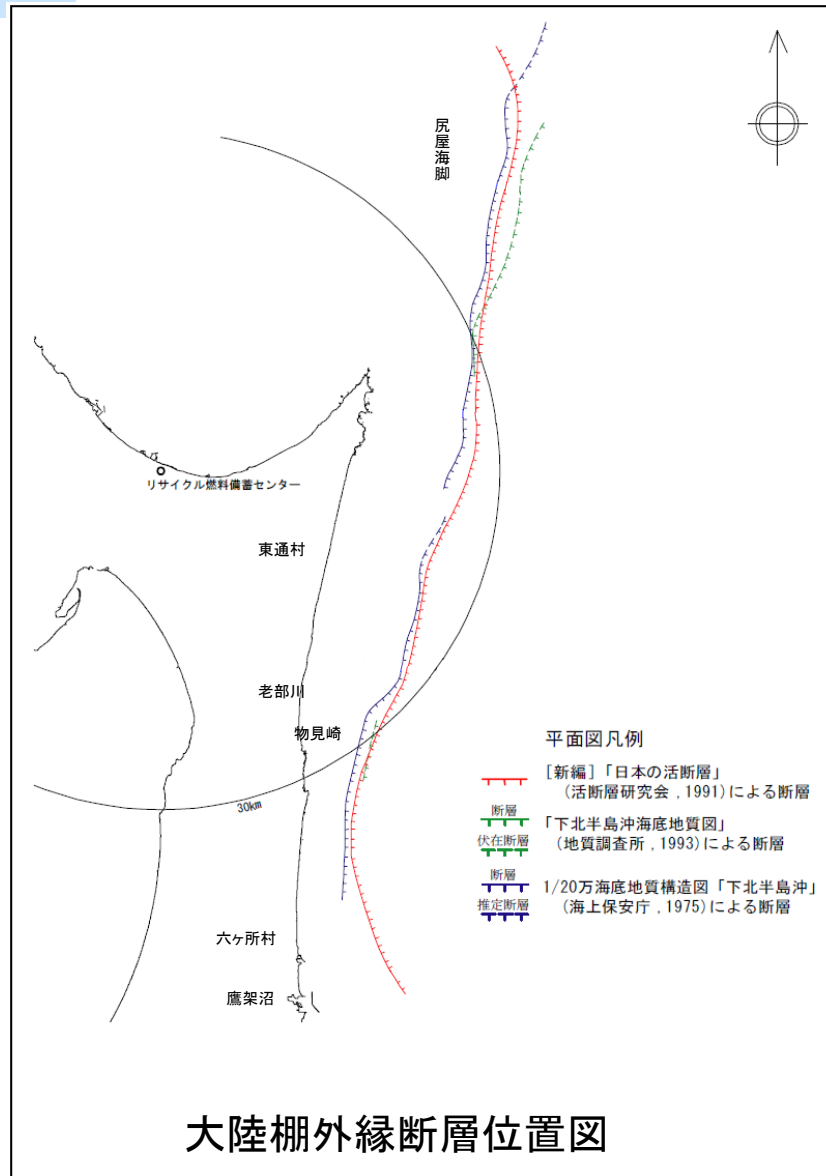 尻屋海脚
リサイクル燃料備蓄センター
東通村
老部川
物見崎
30km
六ヶ所村
鷹架沼
平面図凡例
[新編]「日本の活断層」
(活断層研究会,1991)による断層
断層
伏在断層
「下北半島沖海底地質図」
(地質調査所,1993)による断層
断層
推定断層
1/20万海底地質構造図「下北半島沖」
(海上保安庁,1975)による断層
大陸棚外縁断層位置図